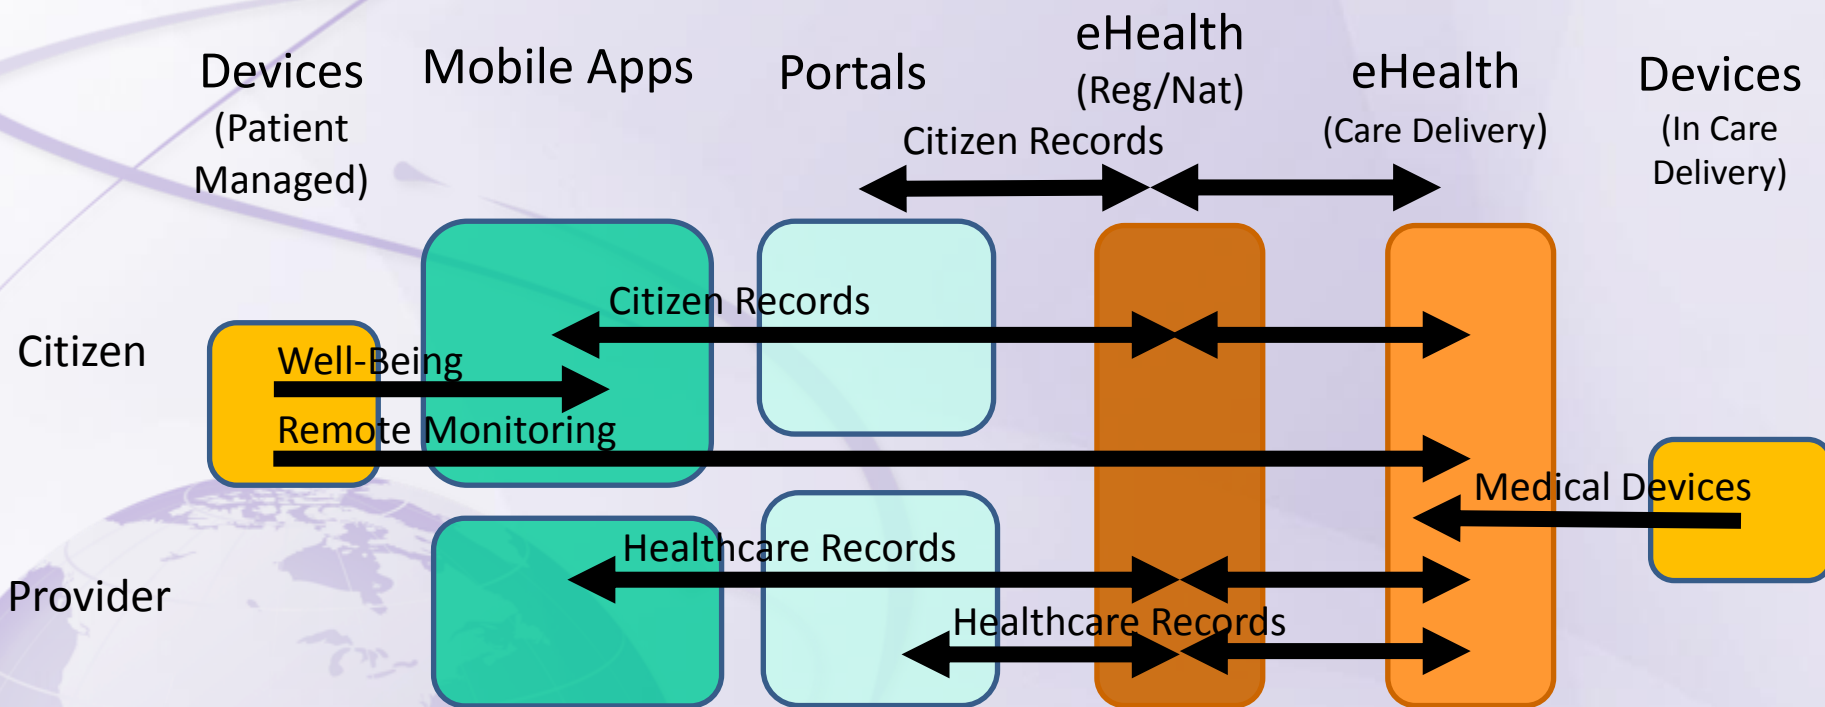 Devices
(Patient
Managed)
Mobile Apps
Portals
eHealth
(Reg/Nat)
eHealth
(Care Delivery)
Devices
(In Care
Delivery)
Citizen Records
Citizen
Citizen Records
Well-Being
Remote Monitoring
Medical Devices
Provider
Healthcare Records
Healthcare Records